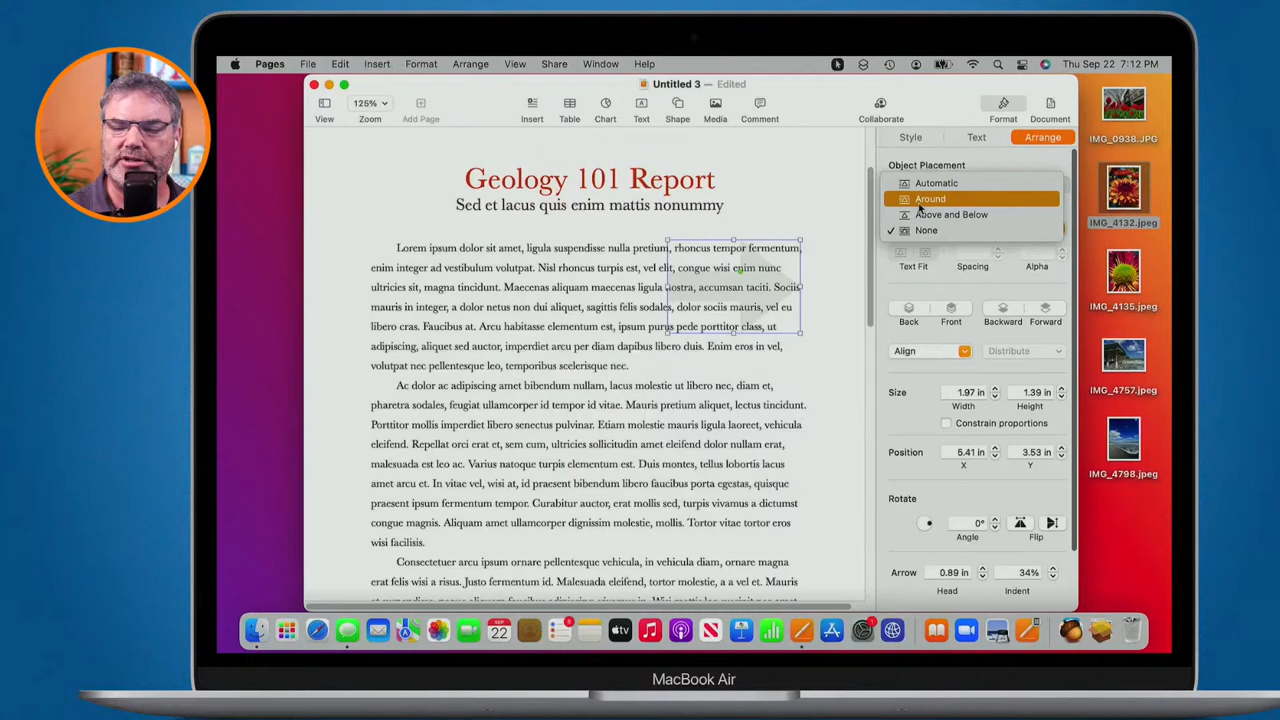 Pages File Edit Insert Format Arrange View Share Window Help Thu Sep 22 7:12 PM
Untitled 3 — Edited
125%
View Zoom Add Page Insert Table Chart Text Shape Media Comment Collaborate Format Document
Style Text Arrange
Object Placement
Automatic
Around
Above and Below
None
Text Fit Spacing Alpha
Back Front Backward Forward
Align Distribute
Size 1.97 in 1.39 in
Width Height
Constrain proportions
Position 5.41 in 3.53 in
X Y
Rotate
0°
Angle Flip
Arrow 0.89 in 34%
Head Indent
Geology 101 Report
Sed et lacus quis enim mattis nonummy
Lorem ipsum dolor sit amet, ligula suspendisse nulla pretium, rhoncus tempor fermentum,
enim integer ad vestibulum volutpat. Nisl rhoncus turpis est, vel elit, congue wisi enim nunc
ultricies sit, magna tincidunt. Maecenas aliquam maecenas ligula nostra, accumsan taciti. Sociis
mauris in integer, a dolor netus non dui aliquet, sagittis felis sodales, dolor sociis mauris, vel eu
libero cras. Faucibus at. Arcu habitasse elementum est, ipsum purus pede porttitor class, ut
adipiscing, aliquet sed auctor, imperdiet arcu per diam dapibus libero duis. Enim eros in vel,
volutpat nec pellentesque leo, temporibus scelerisque nec.
Ac dolor ac adipiscing amet bibendum nullam, lacus molestie ut libero nec, diam et,
pharetra sodales, feugiat ullamcorper id tempor id vitae. Mauris pretium aliquet, lectus tincidunt.
Porttitor mollis imperdiet libero senectus pulvinar. Etiam molestie mauris ligula laoreet, vehicula
eleifend. Repellat orci erat et, sem cum, ultricies sollicitudin amet eleifend dolor nullam erat,
malesuada est leo ac. Varius natoque turpis elementum est. Duis montes, tellus lobortis lacus
amet arcu et. In vitae vel, wisi at, id praesent bibendum libero faucibus porta egestas, quisque
praesent ipsum fermentum tempor. Curabitur auctor, erat mollis sed, turpis vivamus a dictumst
congue magnis. Aliquam amet ullamcorper dignissim molestie, mollis. Tortor vitae tortor eros
wisi facilisis.
Consectetuer arcu ipsum ornare pellentesque vehicula, in vehicula diam, ornare magna
erat felis wisi a risus. Justo fermentum id. Malesuada eleifend, tortor molestie, a a vel et. Mauris
IMG_0938.JPG
IMG_4132.jpeg
IMG_4135.jpeg
IMG_4757.jpeg
IMG_4798.jpeg
SEP
22
tv
MacBook Air